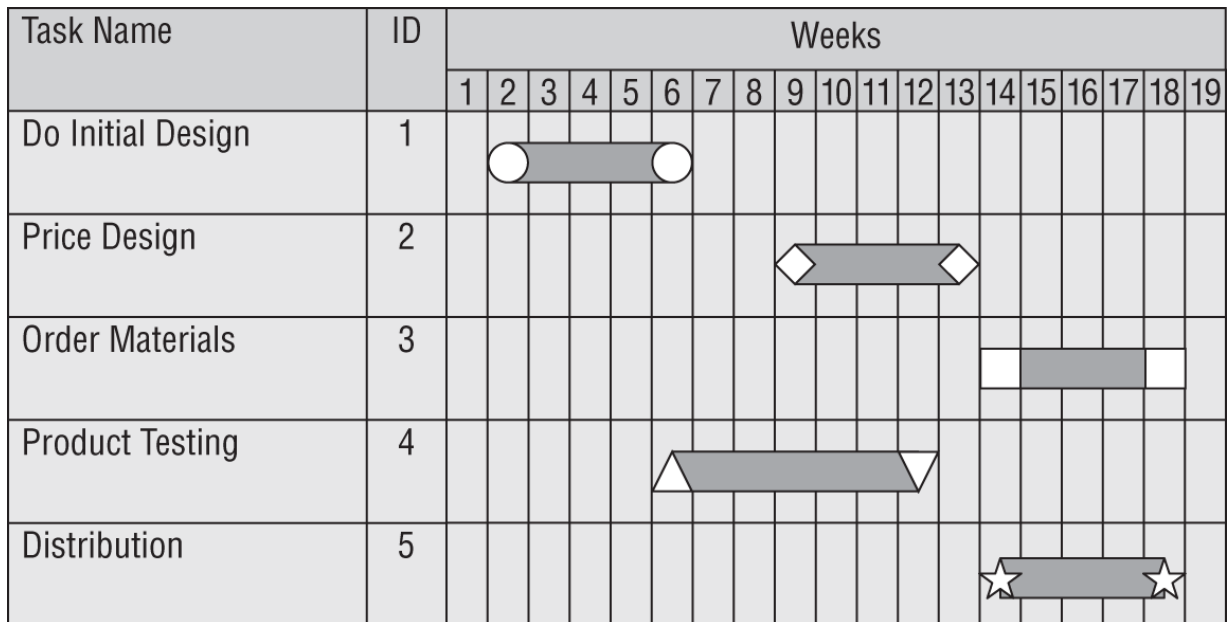 Task Name ID Weeks
1 2 3 4 5 6 7 8 9 10 11 12 13 14 15 16 17 18 19
Do Initial Design 1
Price Design 2
Order Materials 3
Product Testing 4
Distribution 5